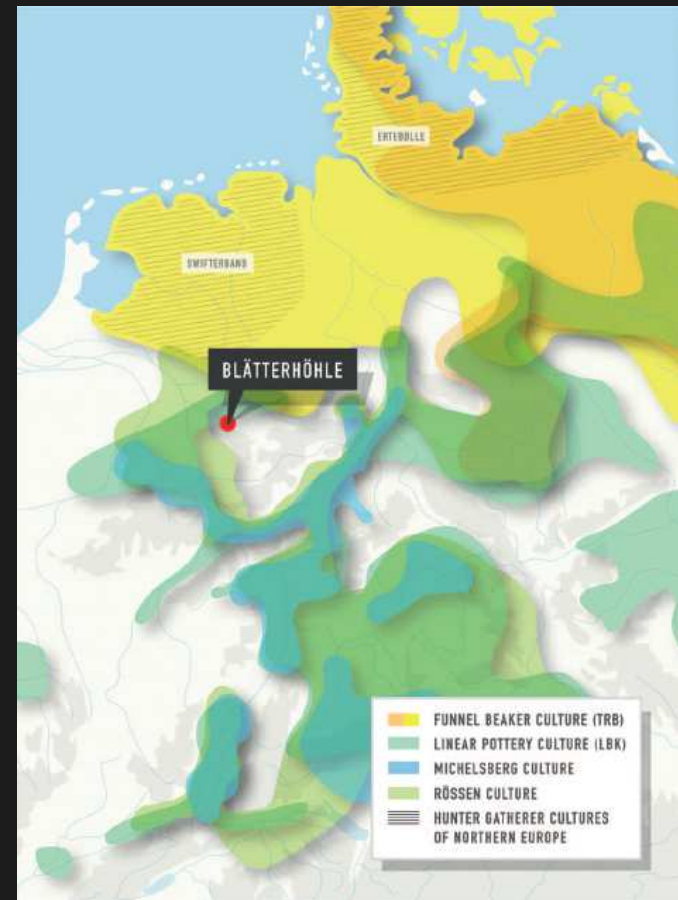 ERTEBØLLE
SWIFTERBAND
BLÄTTERHÖHLE
FUNNEL BEAKER CULTURE (TRB)
LINEAR POTTERY CULTURE (LBK)
MICHELSBERG CULTURE
RÖSSEN CULTURE
HUNTER GATHERER CULTURES
OF NORTHERN EUROPE